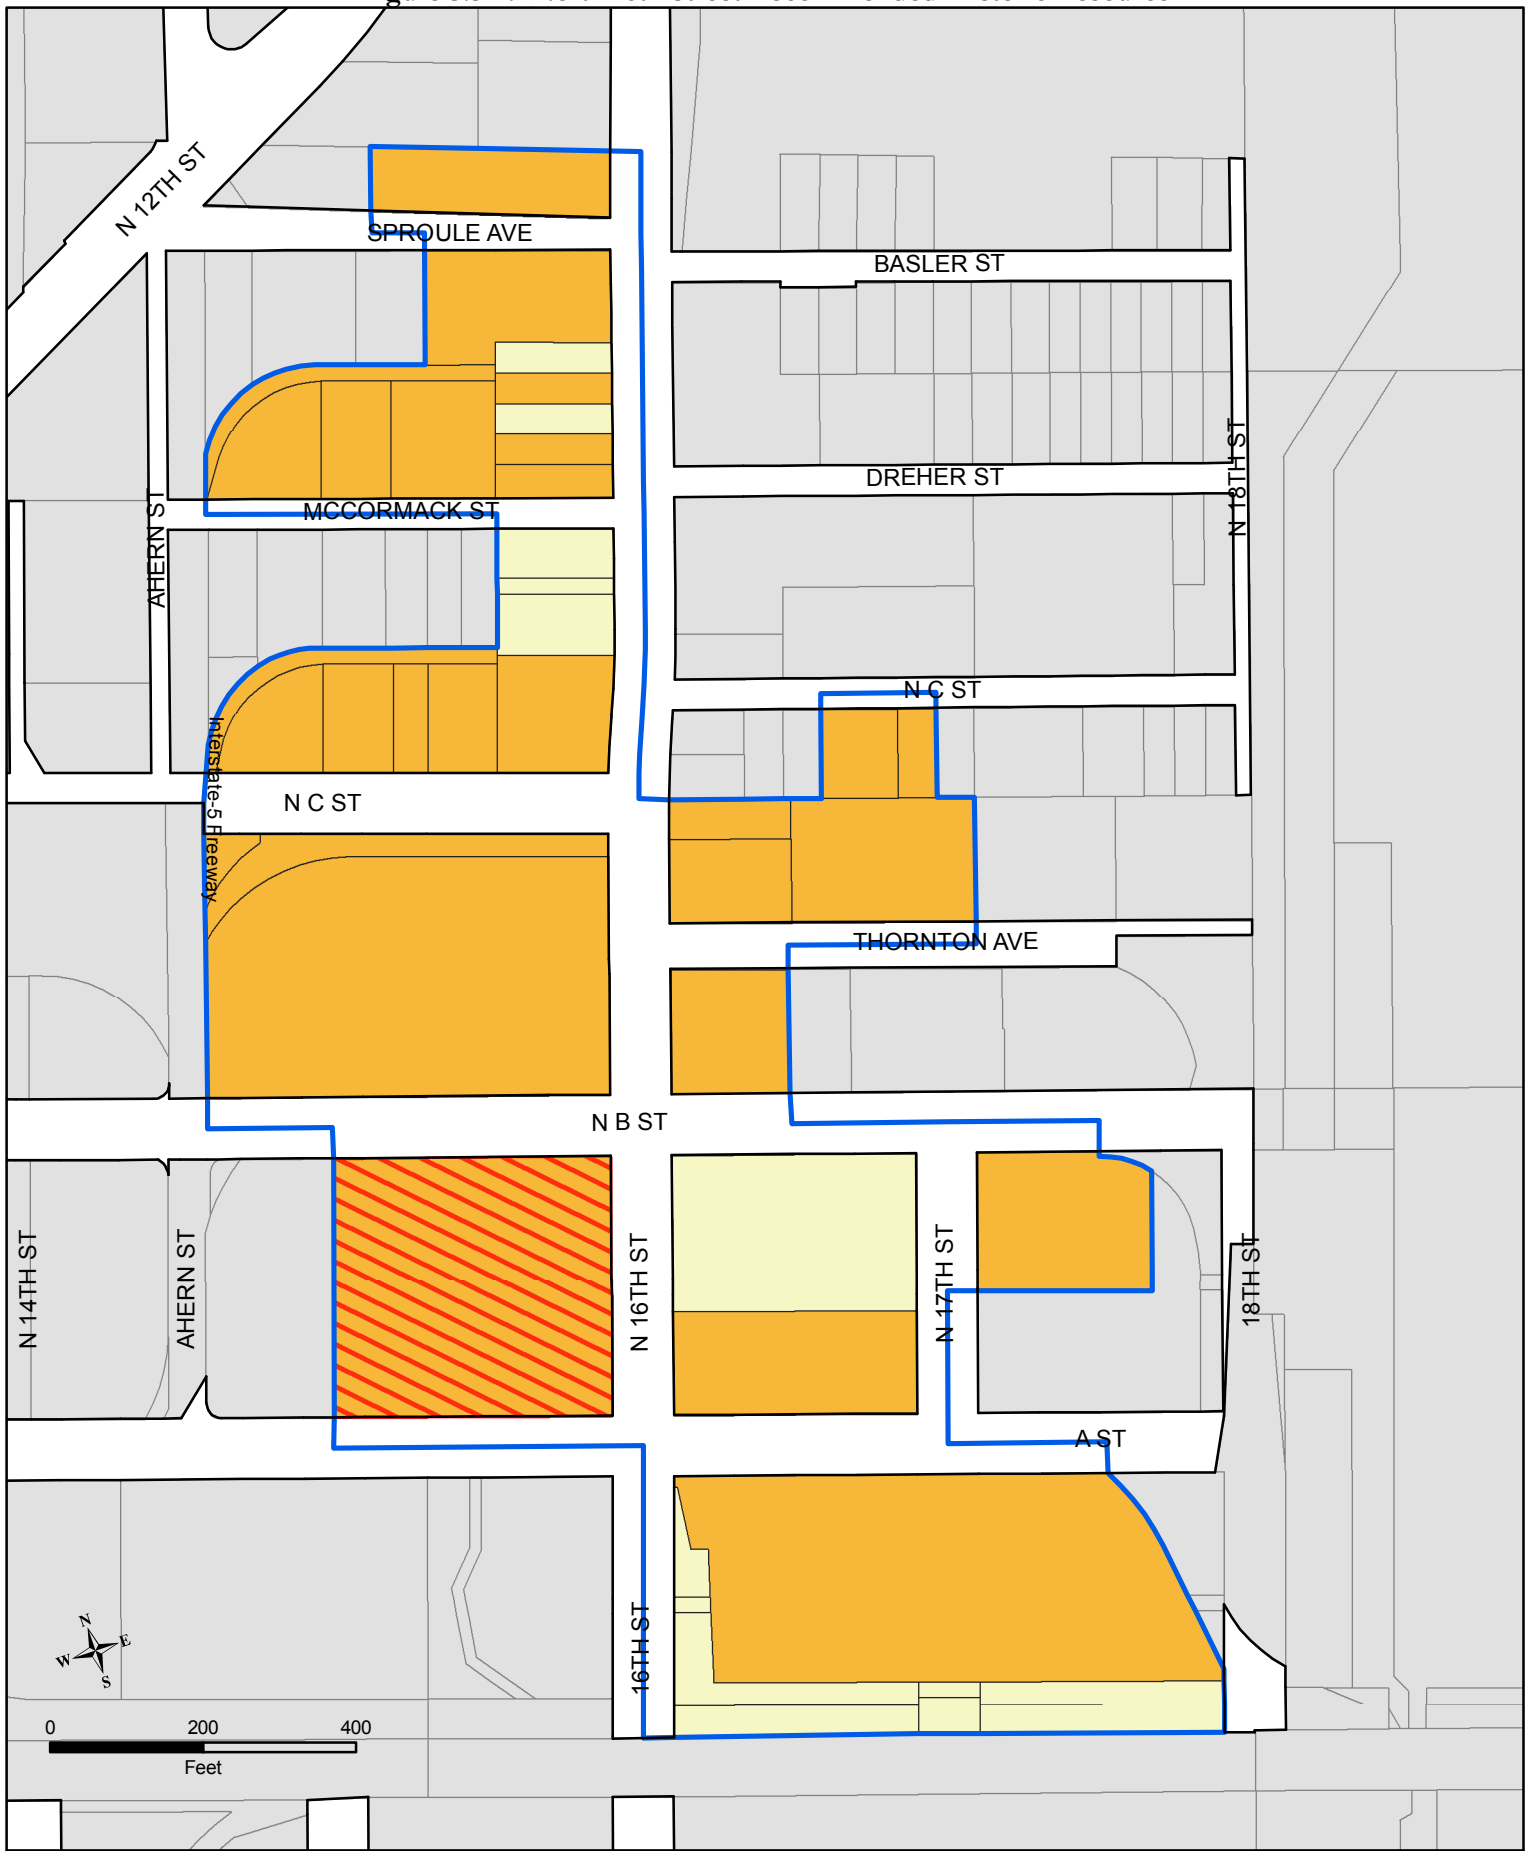 N 12TH ST
SPROULE AVE
BASLER ST
DREHER ST
N 18TH ST
MCCORMACK ST
AHERN ST
N C ST
Interstate-5 Freeway
N C ST
THORNTON AVE
N B ST
N 14TH ST
AHERN ST
N 16TH ST
N 17TH ST
18TH ST
A ST
16TH ST
N
W E
S
0 200 400
Feet